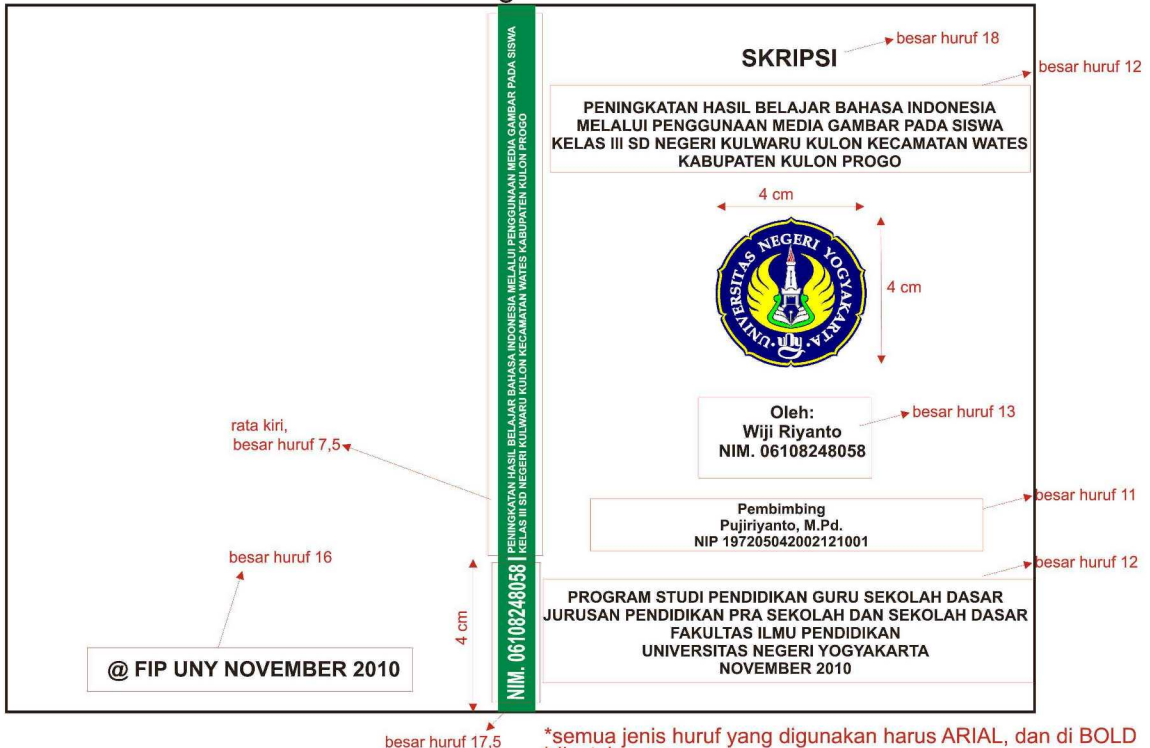 SKRIPSI
besar huruf 18
besar huruf 12
PENINGKATAN HASIL BELAJAR BAHASA INDONESIA
MELALUI PENGGUNAAN MEDIA GAMBAR PADA SISWA
KELAS III SD NEGERI KULWARU KULON KECAMATAN WATES
KABUPATEN KULON PROGO
4 cm
UNIVERSITAS NEGERI YOGYAKARTA
4 cm
Oleh:
Wiji Riyanto
NIM. 06108248058
besar huruf 13
Pembimbing
Pujiriyanto, M.Pd.
NIP 197205042002121001
besar huruf 11
besar huruf 12
PROGRAM STUDI PENDIDIKAN GURU SEKOLAH DASAR
JURUSAN PENDIDIKAN PRA SEKOLAH DAN SEKOLAH DASAR
FAKULTAS ILMU PENDIDIKAN
UNIVERSITAS NEGERI YOGYAKARTA
NOVEMBER 2010
PENINGKATAN HASIL BELAJAR BAHASA INDONESIA MELALUI PENGGUNAAN MEDIA GAMBAR PADA SISWA
KELAS III SD NEGERI KULWARU KULON KECAMATAN WATES KABUPATEN KULON PROGO
NIM. 06108248058 |
rata kiri,
besar huruf 7,5
besar huruf 16
4 cm
@ FIP UNY NOVEMBER 2010
besar huruf 17,5
*semua jenis huruf yang digunakan harus ARIAL, dan di BOLD